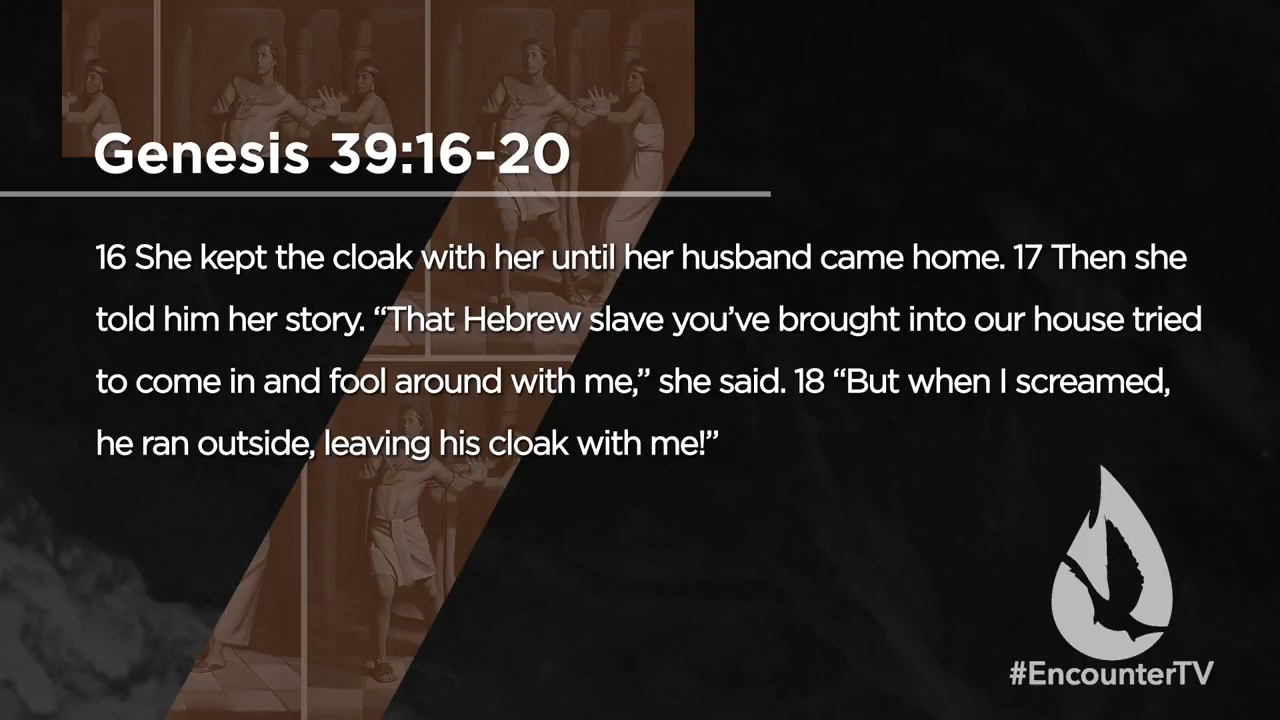 Genesis 39:16-20
16 She kept the cloak with her until her husband came home. 17 Then she
told him her story. “That Hebrew slave you’ve brought into our house tried
to come in and fool around with me,” she said. 18 “But when I screamed,
he ran outside, leaving his cloak with me!”
#EncounterTV